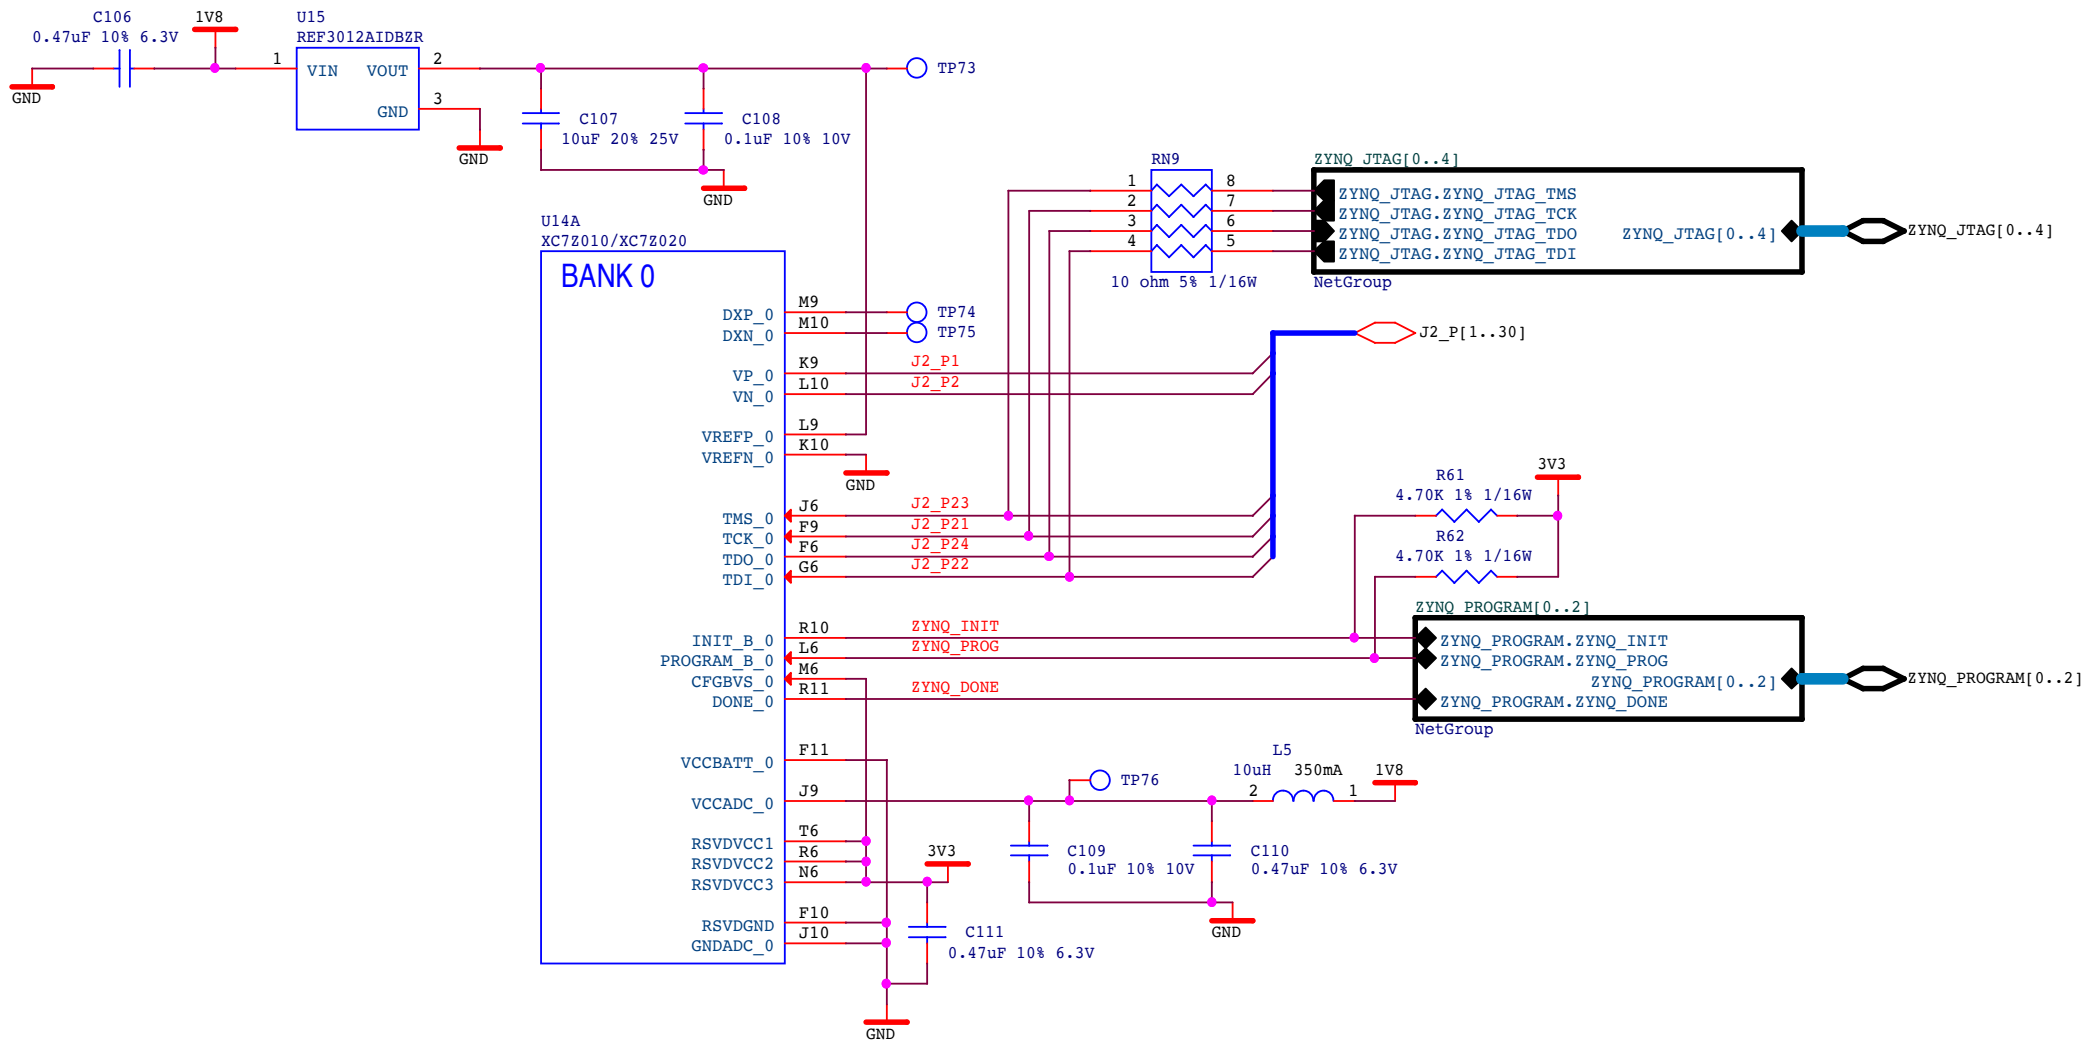 C106
0.47uF 10% 6.3V
1V8
GND
U15
REF3012AIDBZR
1
VIN
VOUT
2
GND
3
GND
TP73
C107
10uF 20% 25V
C108
0.1uF 10% 10V
GND
RN9
1
2
3
4
8
7
6
5
10 ohm 5% 1/16W
ZYNQ_JTAG[0..4]
ZYNQ_JTAG.ZYNQ_JTAG_TMS
ZYNQ_JTAG.ZYNQ_JTAG_TCK
ZYNQ_JTAG.ZYNQ_JTAG_TDO
ZYNQ_JTAG.ZYNQ_JTAG_TDI
ZYNQ_JTAG[0..4]
NetGroup
ZYNQ_JTAG[0..4]
U14A
XC7Z010/XC7Z020
BANK 0
DXP_0
M9
TP74
DXN_0
M10
TP75
VP_0
K9
J2_P1
VN_0
L10
J2_P2
J2_P[1..30]
VREFP_0
L9
VREFN_0
K10
GND
TMS_0
J6
J2_P23
TCK_0
F9
J2_P21
TDO_0
F6
J2_P24
TDI_0
G6
J2_P22
3V3
R61
4.70K 1% 1/16W
R62
4.70K 1% 1/16W
INIT_B_0
R10
ZYNQ_INIT
PROGRAM_B_0
L6
ZYNQ_PROG
CFGBVS_0
M6
DONE_0
R11
ZYNQ_DONE
ZYNQ_PROGRAM[0..2]
ZYNQ_PROGRAM.ZYNQ_INIT
ZYNQ_PROGRAM.ZYNQ_PROG
ZYNQ_PROGRAM[0..2]
ZYNQ_PROGRAM.ZYNQ_DONE
NetGroup
ZYNQ_PROGRAM[0..2]
VCCBATT_0
F11
VCCADC_0
J9
TP76
L5
10uH 350mA
2
1
1V8
RSVDVCC1
T6
RSVDVCC2
R6
RSVDVCC3
N6
3V3
C109
0.1uF 10% 10V
C110
0.47uF 10% 6.3V
GND
RSVDGND
F10
GNDADC_0
J10
C111
0.47uF 10% 6.3V
GND